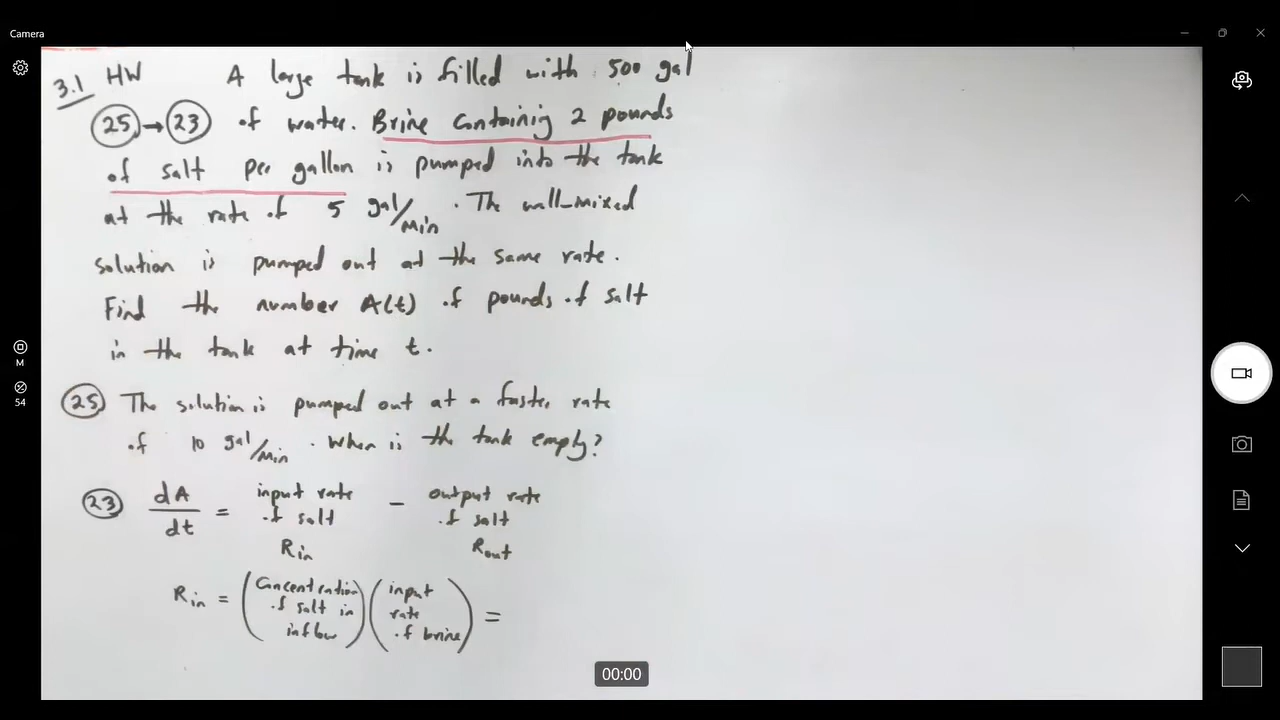 Camera
3.1 HW A large tank is filled with 500 gal
25 → 23 of water. Brine Containing 2 pounds
of salt per gallon is pumped into the tank
at the rate of 5 gal/min. The well-mixed
solution is pumped out at the same rate.
Find the number A(t) of pounds of salt
in the tank at time t.
25 The solution is pumped out at a faster rate
of 10 gal/min. When is the tank empty?
23 dA/dt = input rate of salt - output rate of salt
Rin Rout
Rin = (Concentration of salt in inflow) (input rate of brine) =
M
54
00:00